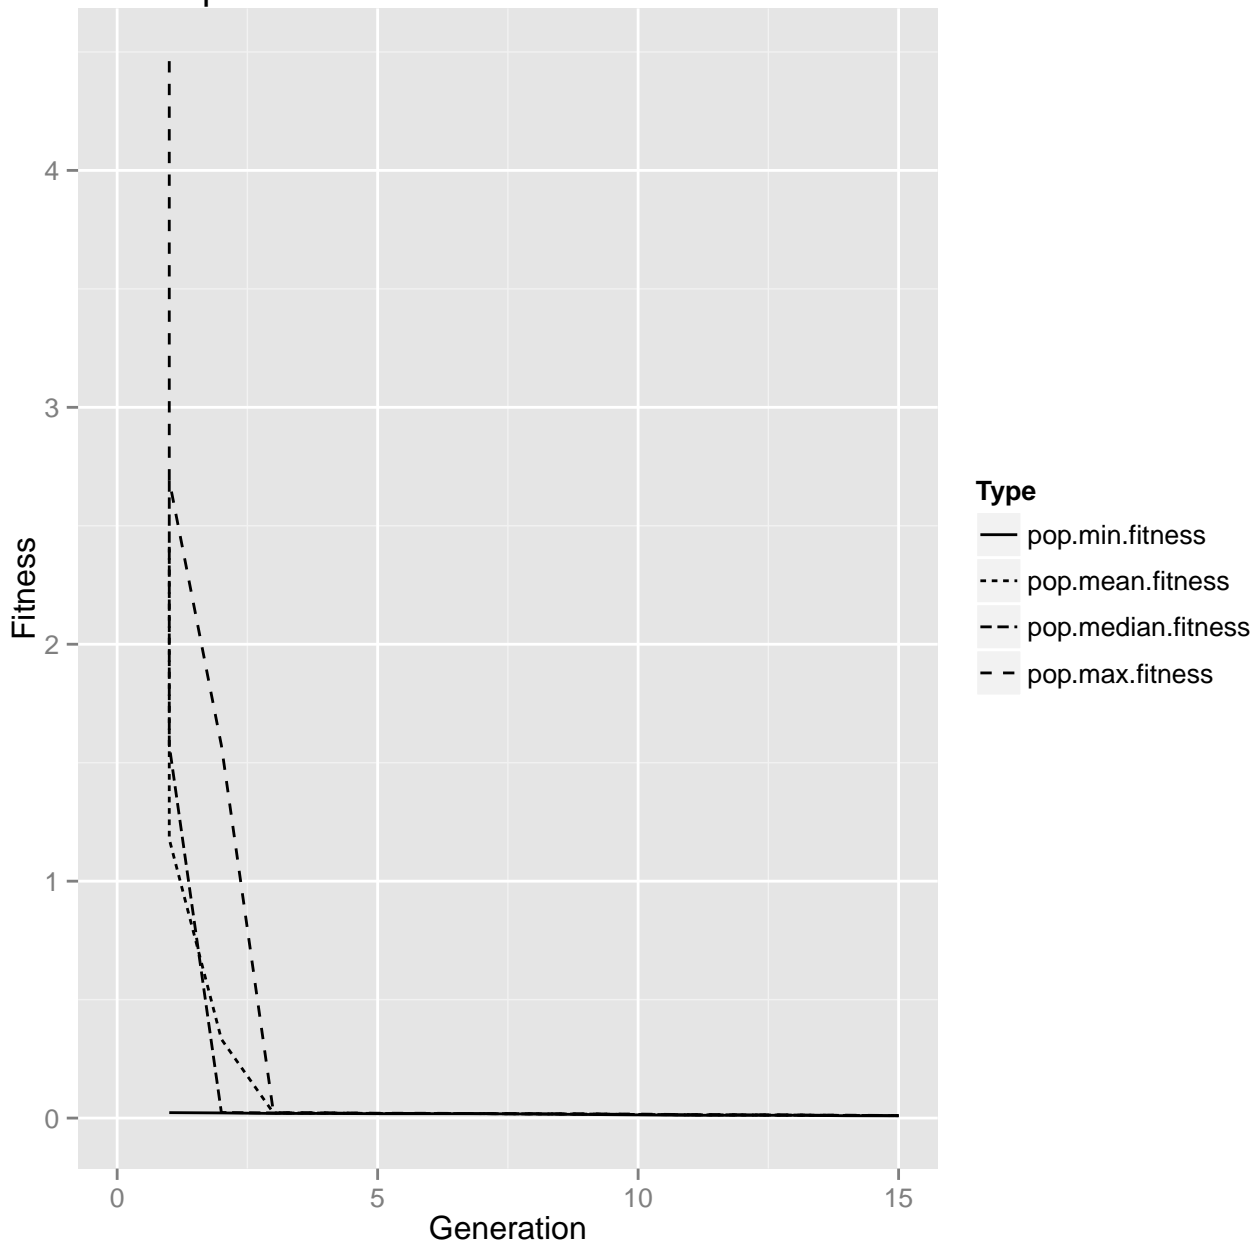 4
3
2
1
0
Fitness
0 5 10 15
Generation
Type
pop.min.fitness
pop.mean.fitness
pop.median.fitness
pop.max.fitness